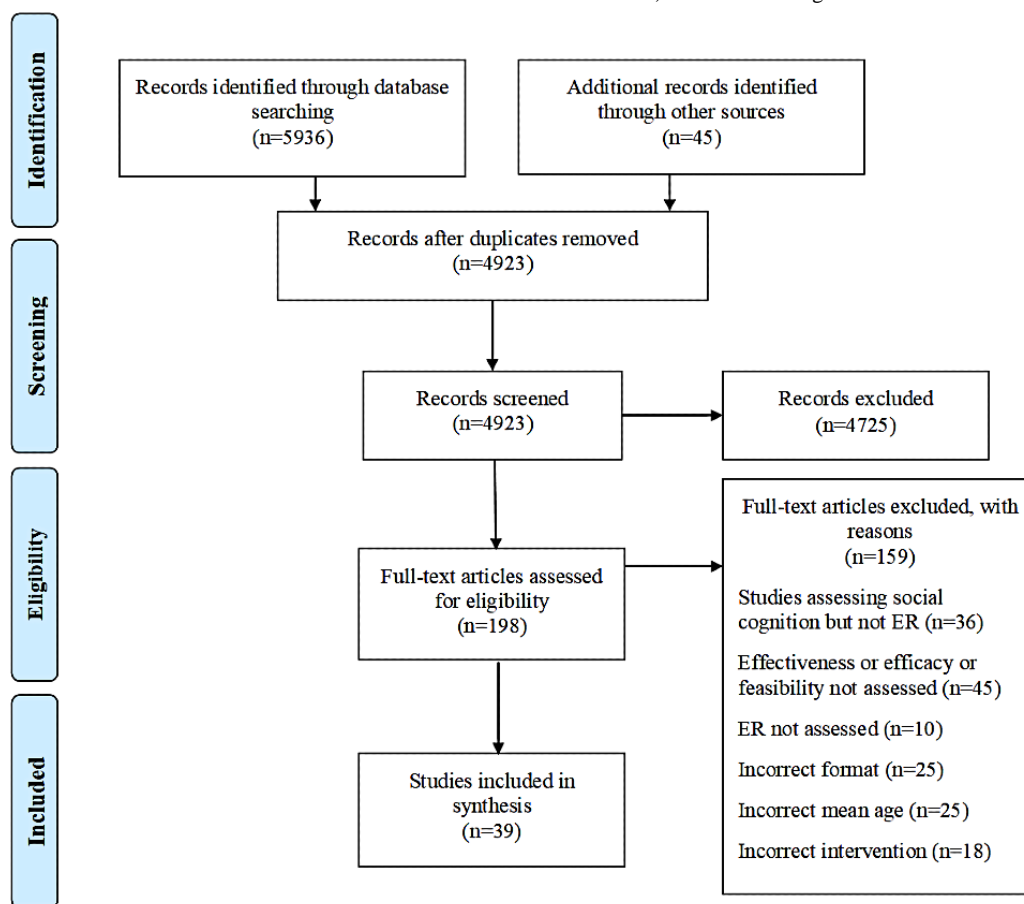 Identification
Records identified through database
searching
(n=5936)
Additional records identified
through other sources
(n=45)
Records after duplicates removed
(n=4923)
Screening
Records screened
(n=4923)
Records excluded
(n=4725)
Eligibility
Full-text articles assessed
for eligibility
(n=198)
Full-text articles excluded, with
reasons
(n=159)
Studies assessing social
cognition but not ER (n=36)
Effectiveness or efficacy or
feasibility not assessed (n=45)
ER not assessed (n=10)
Incorrect format (n=25)
Incorrect mean age (n=25)
Incorrect intervention (n=18)
Included
Studies included in
synthesis
(n=39)